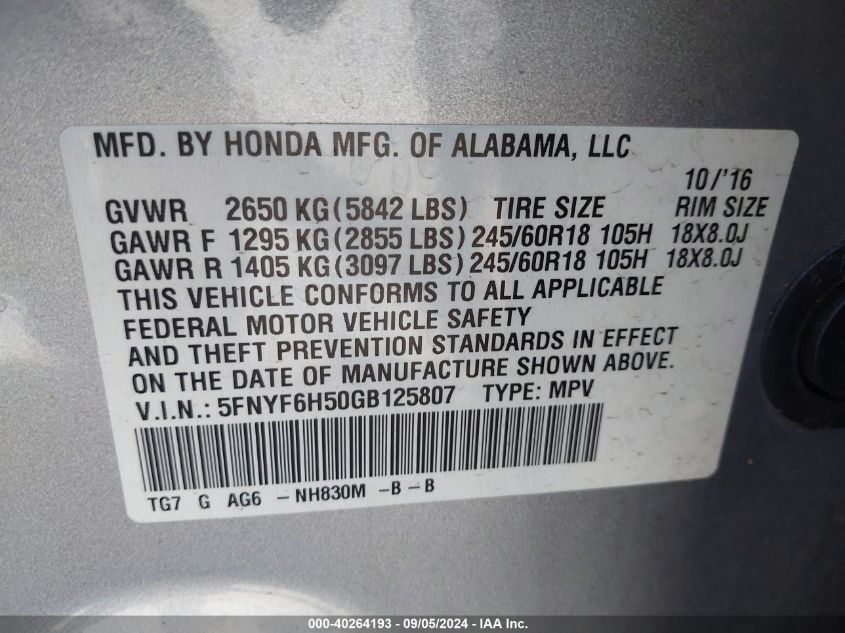 MFD. BY HONDA MFG. OF ALABAMA, LLC
10/'16
GVWR 2650 KG(5842 LBS) TIRE SIZE RIM SIZE
GAWR F 1295 KG(2855 LBS) 245/60R18 105H 18X8.0J
GAWR R 1405 KG(3097 LBS) 245/60R18 105H 18X8.0J
THIS VEHICLE CONFORMS TO ALL APPLICABLE
FEDERAL MOTOR VEHICLE SAFETY
AND THEFT PREVENTION STANDARDS IN EFFECT
ON THE DATE OF MANUFACTURE SHOWN ABOVE.
V.I.N.: 5FNYF6H50GB125807 TYPE: MPV
TG7 G AG6 -NH830M -B-B
000-40264193 - 09/05/2024 - IAA Inc.